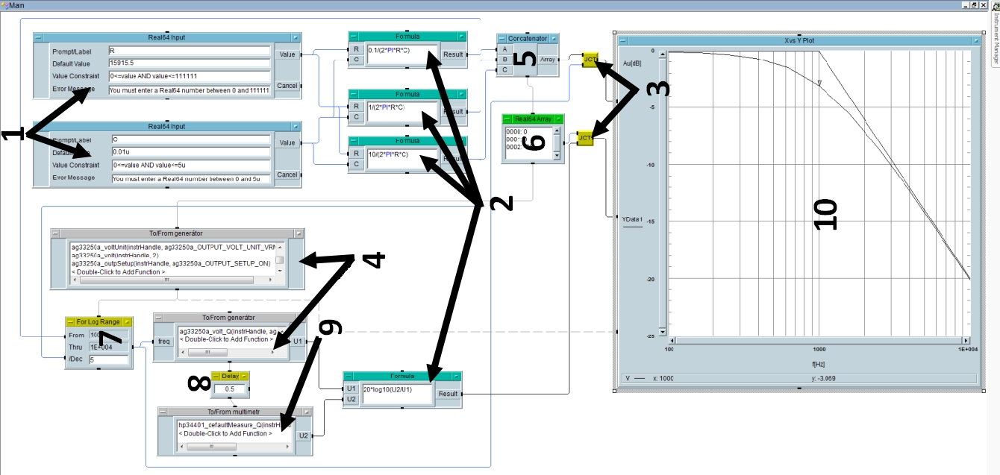 Main
Instrument Manager
Real64 Input
Prompt/Label R
Default Value 15915.5
Value Constraint 0<=value AND value<=111111
Error Message You must enter a Real64 number between 0 and 111111
Value
Cancel
1
Real64 Input
Prompt/Label C
0.01u
Value Constraint 0<=value AND value<=5u
Error Message You must enter a Real64 number between 0 and 5u
Value
Cancel
Formula
R
C
0.1/(2*PI*R*C)
Result
Formula
R
C
1/(2*PI*R*C)
Result
Formula
R
C
10/(2*PI*R*C)
2
Concatenator
A
B
C
Array
5
JCT
JCT
3
Real64 Array
0000: 0
0001:
0002:
6
To/From generátor
ag33250a_voltUnit(instrHandle, ag33250a_OUTPUT_VOLT_UNIT_VRM
ag33250a_volt(instrHandle, 2)
ag33250a_outpSetup(instrHandle, ag33250a_OUTPUT_SETUP_ON)
< Double-Click to Add Function >
4
For Log Range
From
Thru 1E+004
/Dec 5
7
To/From generátor
freq
ag33250a_volt_Q(instrHandle, ag
< Double-Click to Add Function >
U1
9
Delay
0.5
8
To/From multimetr
hp34401_defaultMeasure_Q(instrH
< Double-Click to Add Function >
U2
Formula
U1
U2
20*log10(U2/U1)
Result
X vs Y Plot
Au[dB]
YData1
0
-5
-10
-15
-20
-25
10
100 1000 1E+004
f[Hz]
V x: 1000 y: -3.069